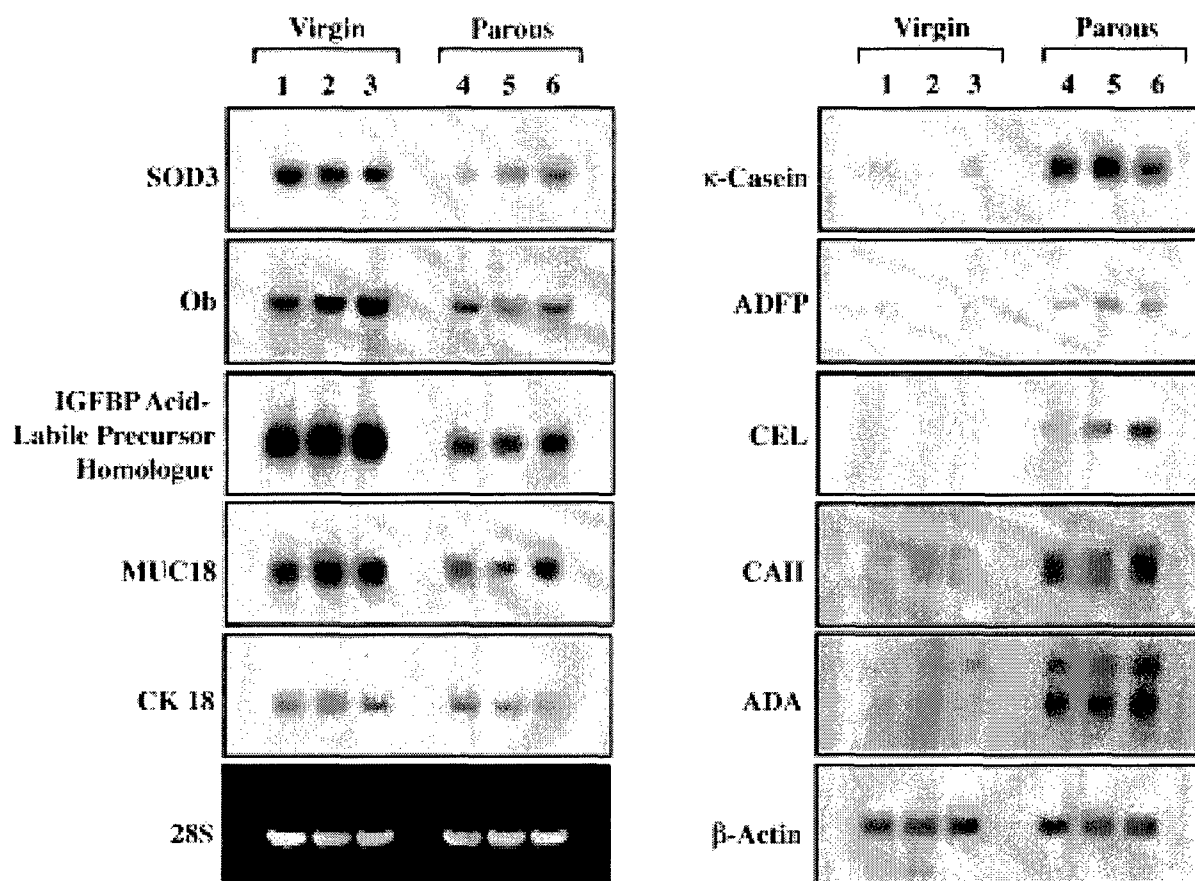 Virgin Parous
1 2 3 4 5 6
SOD3
Ob
IGFBP Acid-
Labile Precursor
Homologue
MUC18
CK 18
28S
Virgin Parous
1 2 3 4 5 6
κ-Casein
ADFP
CEL
CAII
ADA
β-Actin